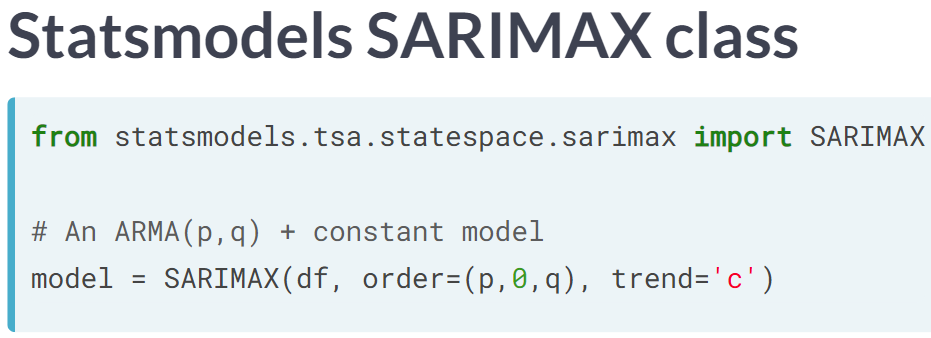 Statsmodels SARIMAX class
from statsmodels.tsa.statespace.sarimax import SARIMAX
# An ARMA(p,q) + constant model
model = SARIMAX(df, order=(p,0,q), trend='c')